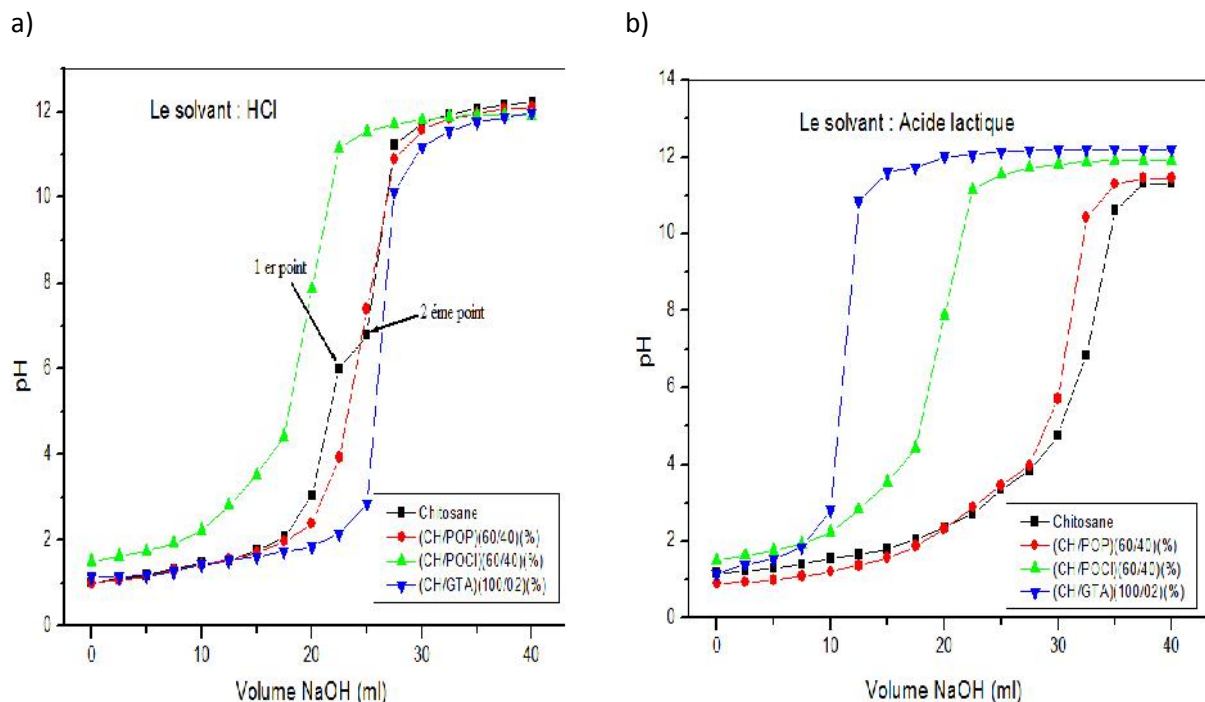 a)
b)
Le solvant : HCl
1 er point
2 éme point
Chitosane
(CH/POP)(60/40)(%)
(CH/POCl)(60/40)(%)
(CH/GTA)(100/02)(%)
pH
0 2 4 6 8 10 12
0 10 20 30 40
Volume NaOH (ml)
Le solvant : Acide lactique
Chitosane
(CH/POP)(60/40)(%)
(CH/POCl)(60/40)(%)
(CH/GTA)(100/02)(%)
pH
0 2 4 6 8 10 12 14
0 10 20 30 40
Volume NaOH (ml)